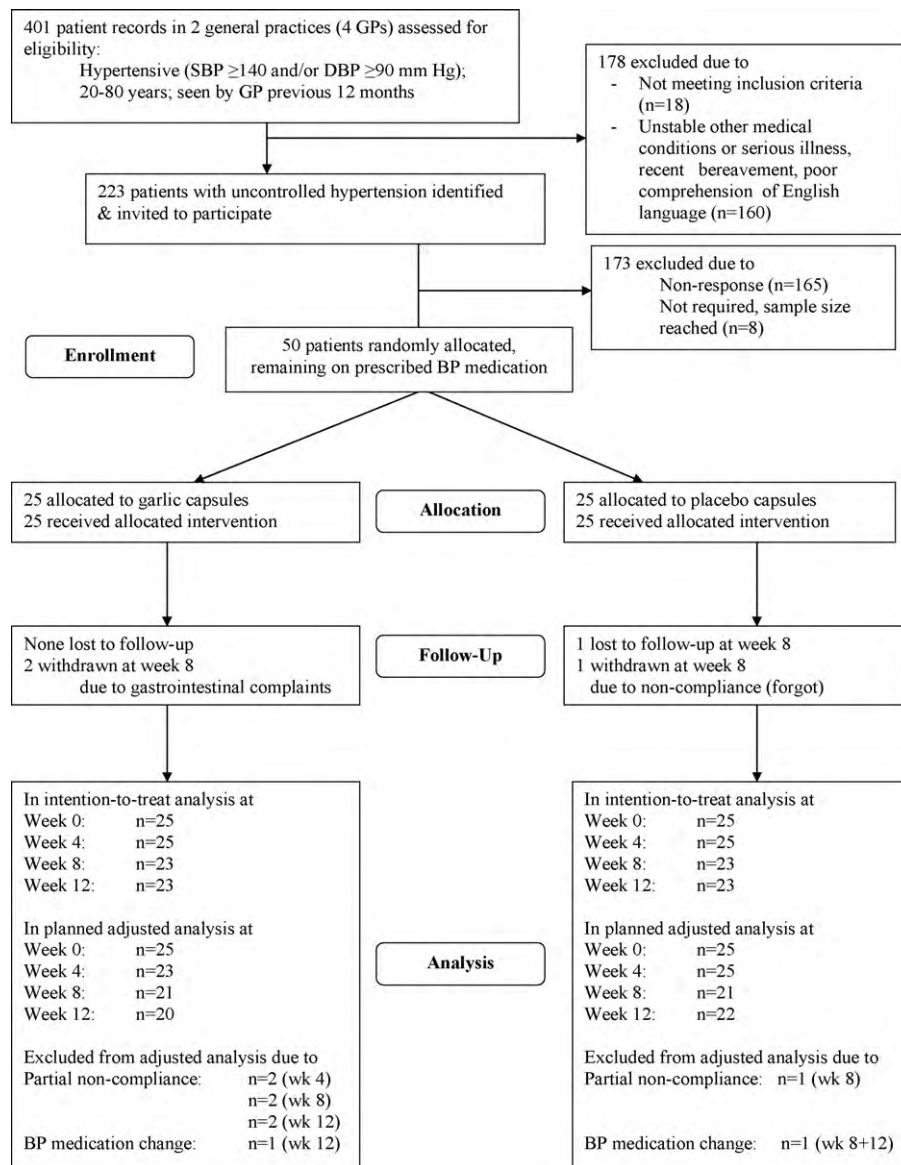 401 patient records in 2 general practices (4 GPs) assessed for
eligibility:
Hypertensive (SBP ≥140 and/or DBP ≥90 mm Hg);
20-80 years; seen by GP previous 12 months
178 excluded due to
- Not meeting inclusion criteria
(n=18)
- Unstable other medical
conditions or serious illness,
recent bereavement, poor
comprehension of English
language (n=160)
223 patients with uncontrolled hypertension identified
& invited to participate
173 excluded due to
Non-response (n=165)
Not required, sample size
reached (n=8)
Enrollment
50 patients randomly allocated,
remaining on prescribed BP medication
25 allocated to garlic capsules
25 received allocated intervention
Allocation
25 allocated to placebo capsules
25 received allocated intervention
None lost to follow-up
2 withdrawn at week 8
due to gastrointestinal complaints
Follow-Up
1 lost to follow-up at week 8
1 withdrawn at week 8
due to non-compliance (forgot)
In intention-to-treat analysis at
Week 0: n=25
Week 4: n=25
Week 8: n=23
Week 12: n=23
In planned adjusted analysis at
Week 0: n=25
Week 4: n=23
Week 8: n=21
Week 12: n=20
Excluded from adjusted analysis due to
Partial non-compliance: n=2 (wk 4)
n=2 (wk 8)
n=2 (wk 12)
BP medication change: n=1 (wk 12)
Analysis
In intention-to-treat analysis at
Week 0: n=25
Week 4: n=25
Week 8: n=23
Week 12: n=23
In planned adjusted analysis at
Week 0: n=25
Week 4: n=25
Week 8: n=21
Week 12: n=22
Excluded from adjusted analysis due to
Partial non-compliance: n=1 (wk 8)
BP medication change: n=1 (wk 8+12)